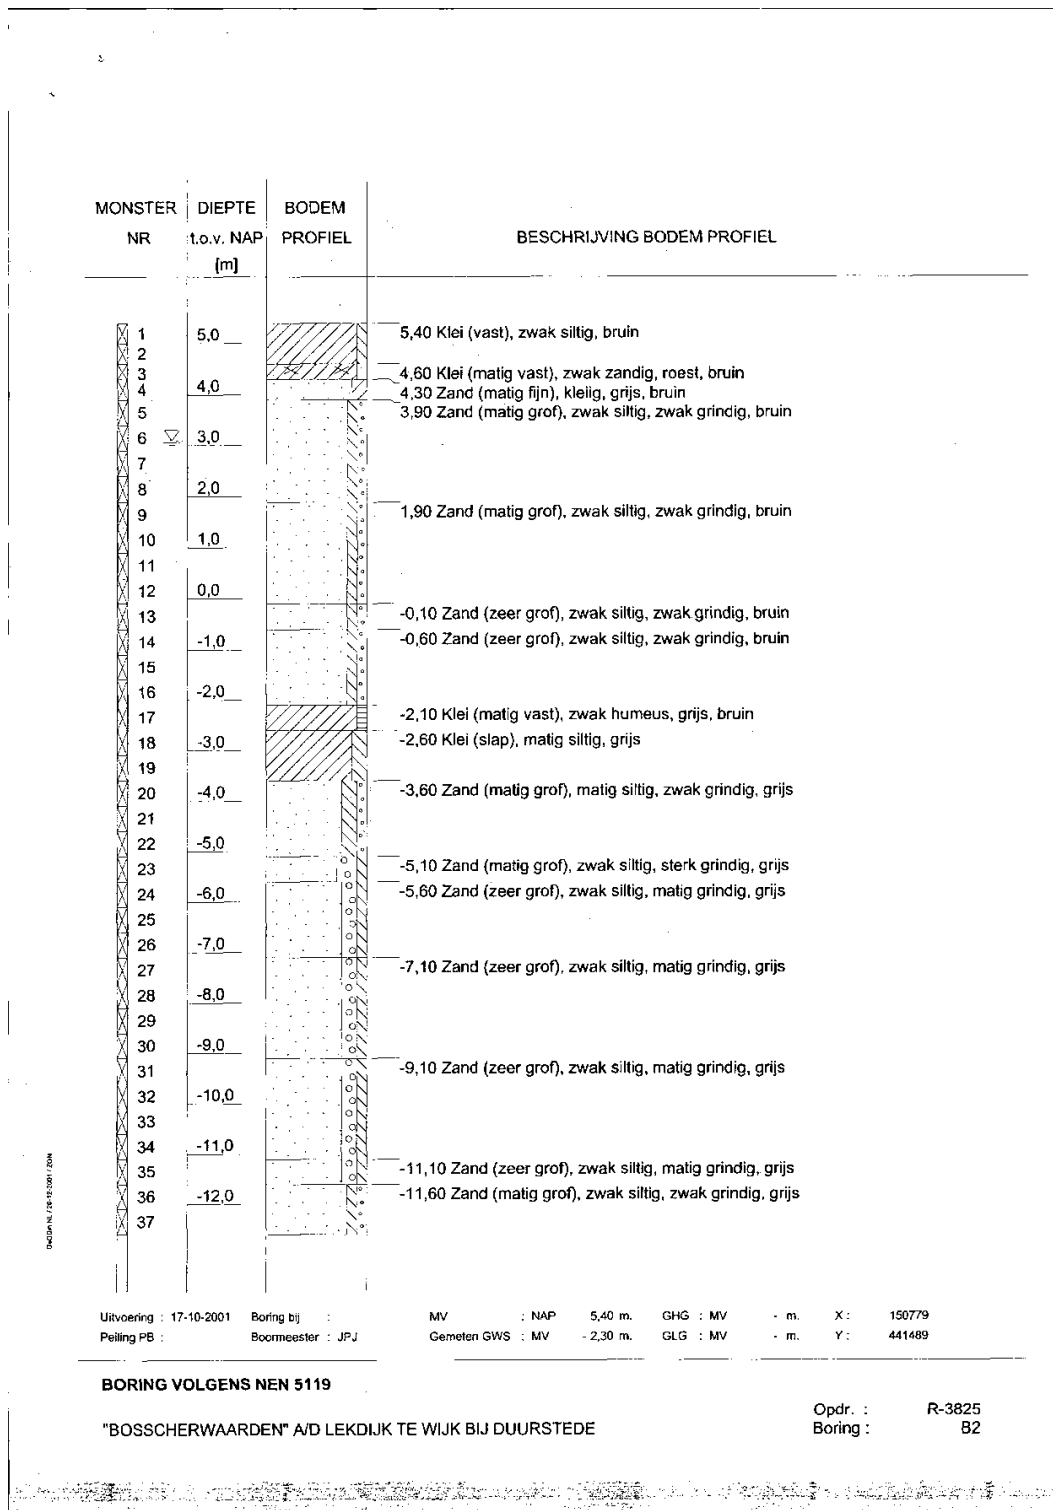 MONSTER DIEPTE BODEM
NR t.o.v. NAP PROFIEL BESCHRIJVING BODEM PROFIEL
[m]
1 5,0 5,40 Klei (vast), zwak siltig, bruin
2
3 4,60 Klei (matig vast), zwak zandig, roest, bruin
4 4,0 4,30 Zand (matig fijn), kleiig, grijs, bruin
5 3,90 Zand (matig grof), zwak siltig, zwak grindig, bruin
6 3,0
7
8 2,0
9 1,90 Zand (matig grof), zwak siltig, zwak grindig, bruin
10 1,0
11
12 0,0
13 -0,10 Zand (zeer grof), zwak siltig, zwak grindig, bruin
14 -1,0 -0,60 Zand (zeer grof), zwak siltig, zwak grindig, bruin
15
16 -2,0
17 -2,10 Klei (matig vast), zwak humeus, grijs, bruin
18 -3,0 -2,60 Klei (slap), matig siltig, grijs
19
20 -4,0 -3,60 Zand (matig grof), matig siltig, zwak grindig, grijs
21
22 -5,0
23 -5,10 Zand (matig grof), zwak siltig, sterk grindig, grijs
24 -6,0 -5,60 Zand (zeer grof), zwak siltig, matig grindig, grijs
25
26 -7,0
27 -7,10 Zand (zeer grof), zwak siltig, matig grindig, grijs
28 -8,0
29
30 -9,0
31 -9,10 Zand (zeer grof), zwak siltig, matig grindig, grijs
32 -10,0
33
34 -11,0
35 -11,10 Zand (zeer grof), zwak siltig, matig grindig, grijs
36 -12,0 -11,60 Zand (matig grof), zwak siltig, zwak grindig, grijs
37
Uitvoering : 17-10-2001 Boring bij : MV : NAP 5,40 m. GHG : MV - m. X : 150779
Peiling PB : Boormeester : JPJ Gemeten GWS : MV - 2,30 m. GLG : MV - m. Y : 441489
BORING VOLGENS NEN 5119
"BOSSCHERWAARDEN" A/D LEKDIJK TE WIJK BIJ DUURSTEDE
Opdr. : R-3825
Boring : B2